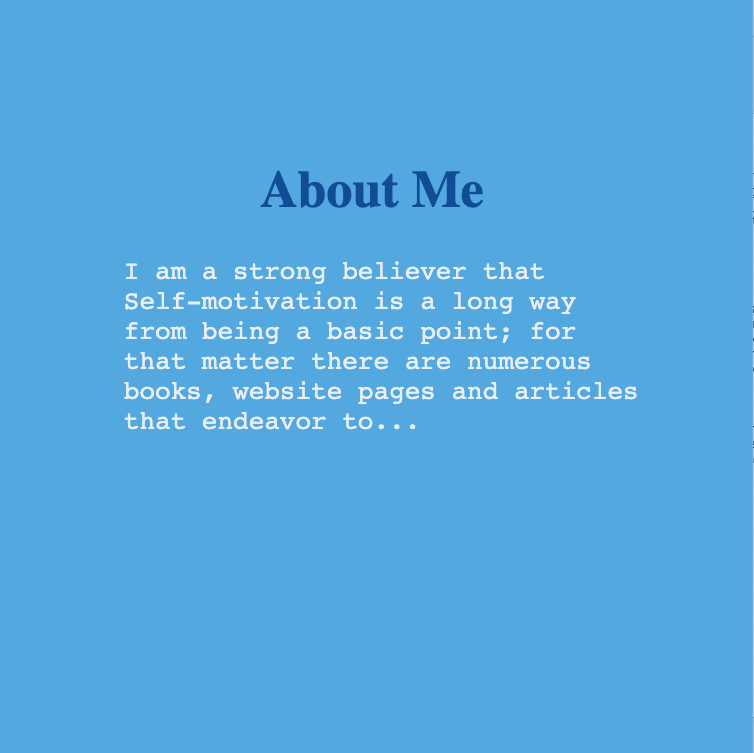 About Me
I am a strong believer that
Self-motivation is a long way
from being a basic point; for
that matter there are numerous
books, website pages and articles
that endeavor to...